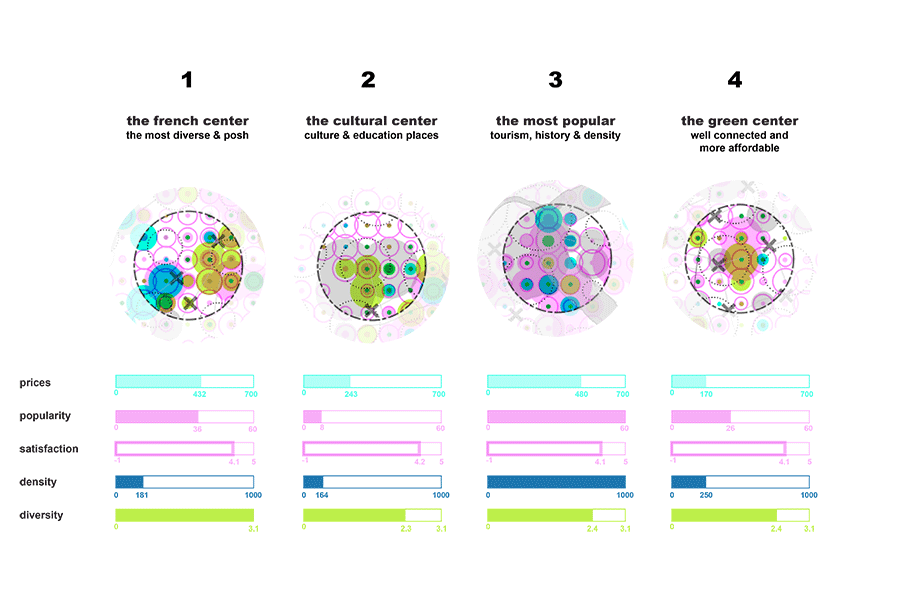 1
2
3
4
the french center
the most diverse & posh
the cultural center
culture & education places
the most popular
tourism, history & density
the green center
well connected and
more affordable
prices
0 432 700
0 243 700
0 480 700
0 170 700
popularity
0 36 60
0 8 60
0 60
0 26 60
satisfaction
-1 4.1 5
-1 4.2 5
-1 4.1 5
-1 4.1 5
density
0 181 1000
0 164 1000
0 1000
0 250 1000
diversity
0 3.1
0 2.3 3.1
0 2.4 3.1
0 2.4 3.1